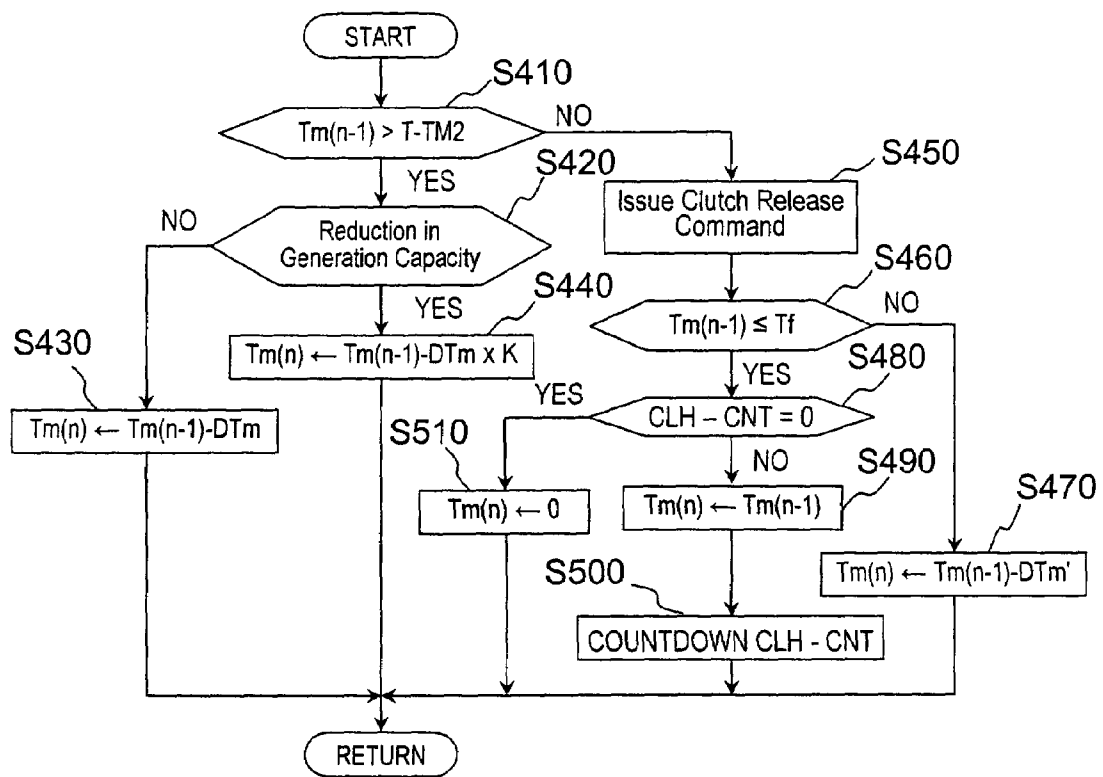 START
S410
Tm(n-1) > T-TM2
NO
YES
S420
S450
Issue Clutch Release
Command
NO
Reduction in
Generation Capacity
YES
S440
S460
Tm(n-1) ≤ Tf
NO
S430
Tm(n) ← Tm(n-1)-DTm x K
YES
S480
YES
CLH – CNT = 0
Tm(n) ← Tm(n-1)-DTm
S510
NO
S490
Tm(n) ← 0
Tm(n) ← Tm(n-1)
S470
S500
Tm(n) ← Tm(n-1)-DTm'
COUNTDOWN CLH - CNT
RETURN